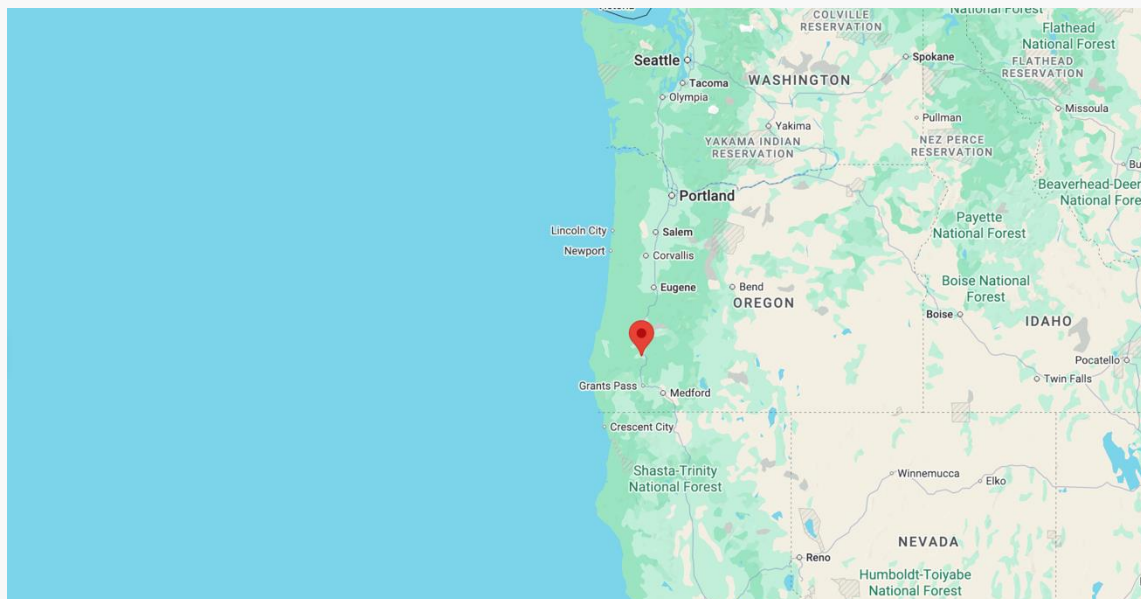 COLVILLE
RESERVATION
National Forest
Flathead
National Forest
Seattle
Spokane
FLATHEAD
RESERVATION
Tacoma
WASHINGTON
Olympia
Missoula
Pullman
Yakima
YAKAMA INDIAN
RESERVATION
NEZ PERCE
RESERVATION
Bu
Beaverhead-Deer
National Fore
Portland
Payette
National Forest
Lincoln City
Salem
Newport
Corvallis
Boise National
Forest
Eugene
Bend
OREGON
Boise
IDAHO
Pocatello
Twin Falls
Grants Pass
Medford
Crescent City
Shasta-Trinity
National Forest
Winnemucca
Elko
NEVADA
Reno
Humboldt-Toiyabe
National Forest